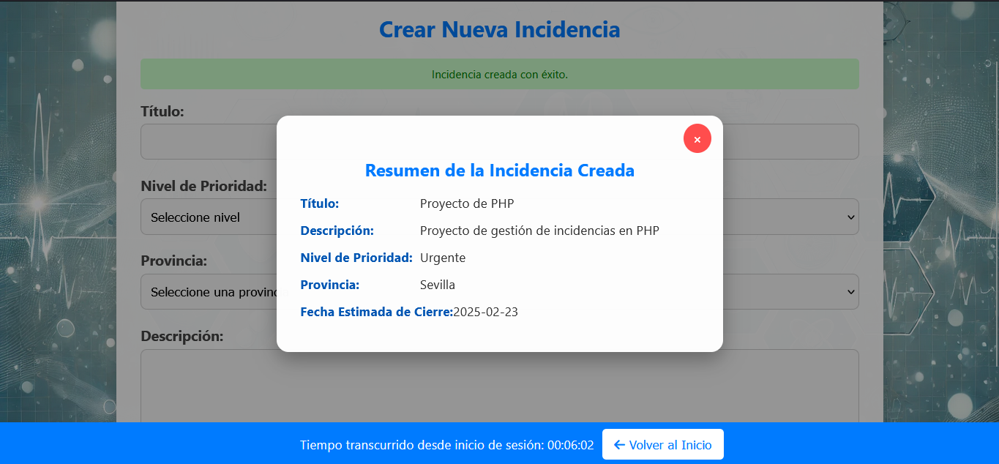 Crear Nueva Incidencia
Incidencia creada con éxito.
Título:
Nivel de Prioridad:
Seleccione nivel
Provincia:
Seleccione una provinc
Descripción:
×
Resumen de la Incidencia Creada
Título: Proyecto de PHP
Descripción: Proyecto de gestión de incidencias en PHP
Nivel de Prioridad: Urgente
Provincia: Sevilla
Fecha Estimada de Cierre:2025-02-23
Tiempo transcurrido desde inicio de sesión: 00:06:02 ← Volver al Inicio